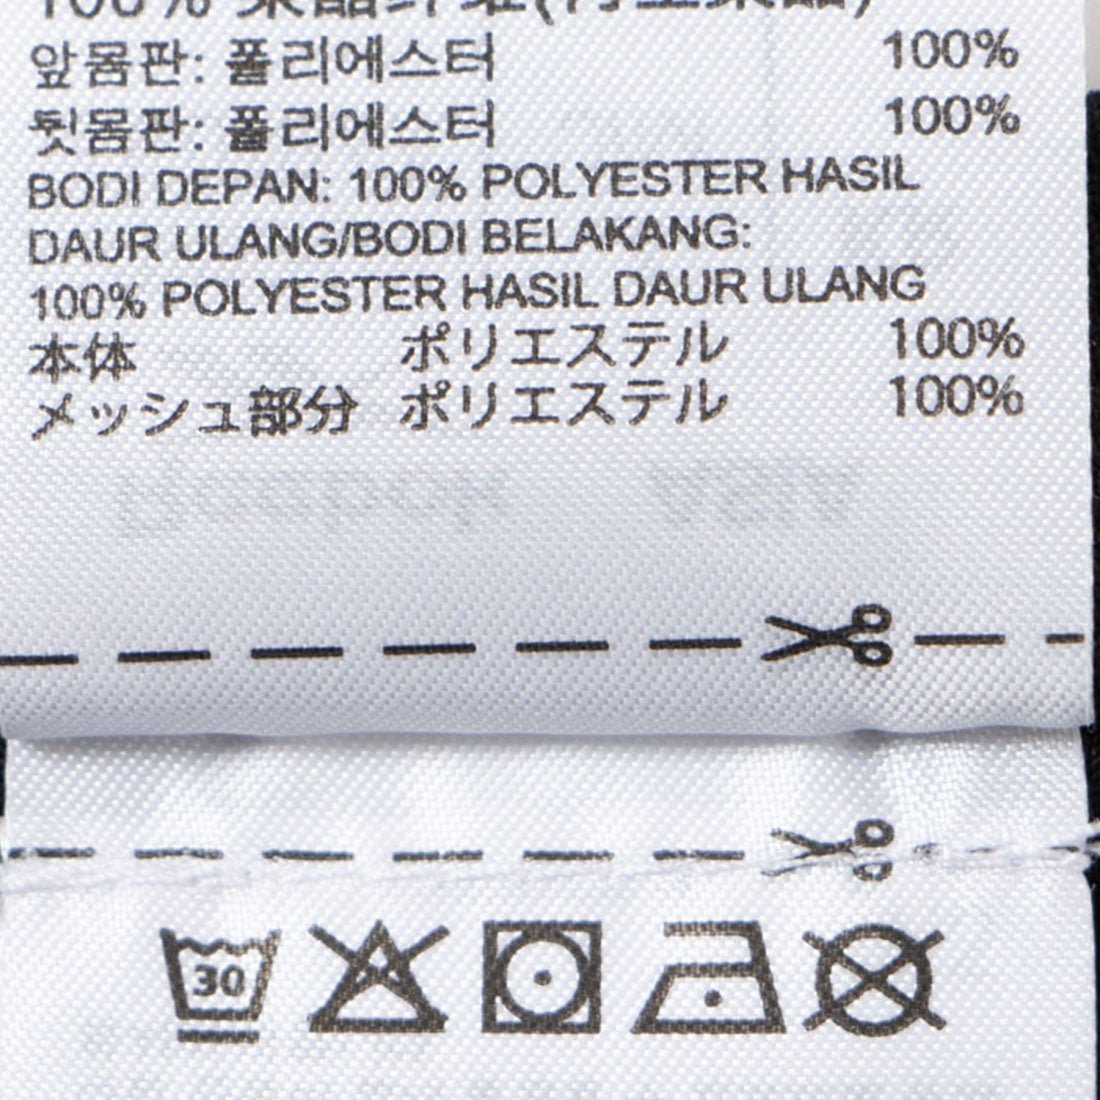 앞몸판: 폴리에스터 100%
뒷몸판: 폴리에스터 100%
BODI DEPAN: 100% POLYESTER HASIL
DAUR ULANG/BODI BELAKANG:
100% POLYESTER HASIL DAUR ULANG
本体 ポリエステル 100%
メッシュ部分 ポリエステル 100%
30